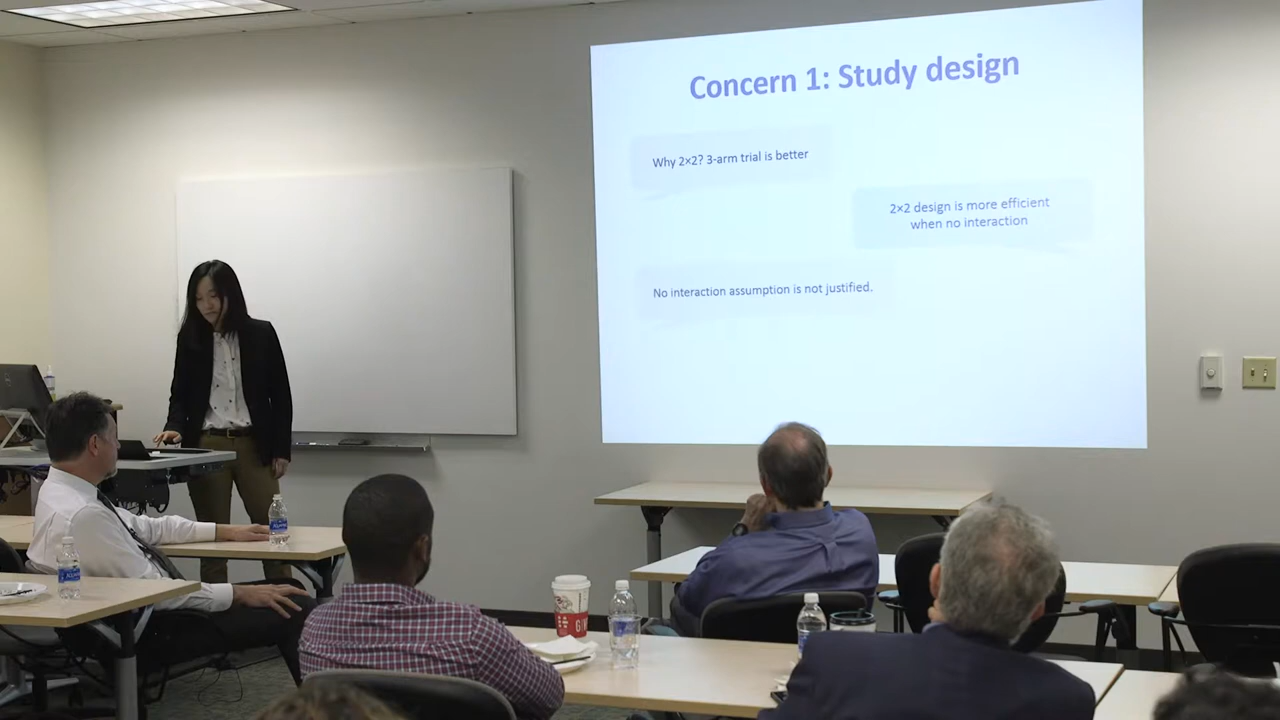 Concern 1: Study design
Why 2×2? 3-arm trial is better
2×2 design is more efficient
when no interaction
No interaction assumption is not justified.